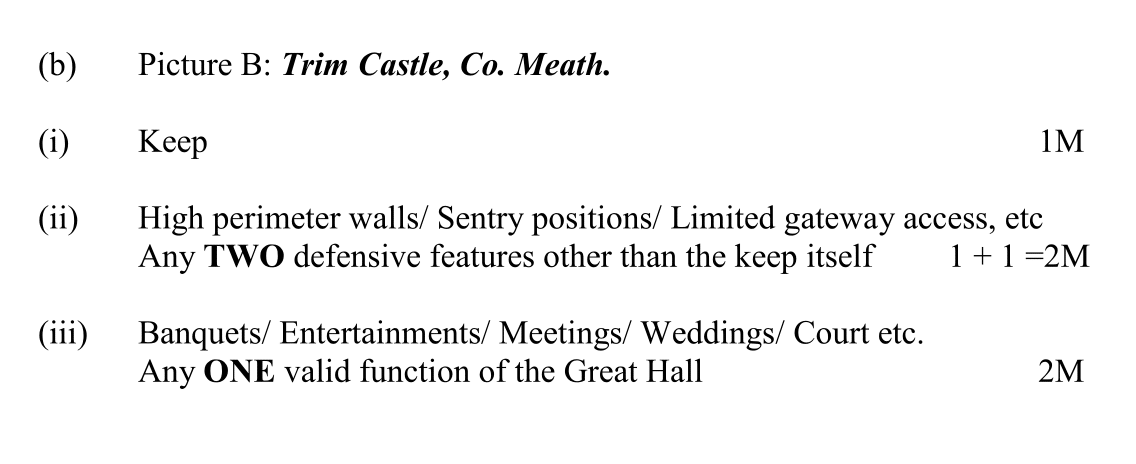 (b) Picture B: Trim Castle, Co. Meath.
(i) Keep 1M
(ii) High perimeter walls/ Sentry positions/ Limited gateway access, etc
Any TWO defensive features other than the keep itself 1 + 1 =2M
(iii) Banquets/ Entertainments/ Meetings/ Weddings/ Court etc.
Any ONE valid function of the Great Hall 2M